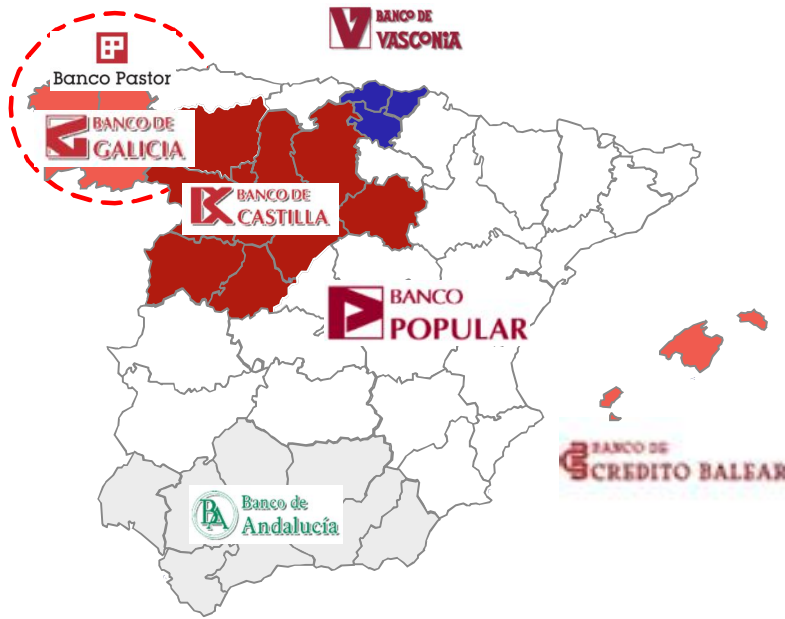 BANCO DE
VASCONIA
Banco Pastor
BANCO DE
GALICIA
BANCO DE
CASTILLA
BANCO
POPULAR
BANCO DE
CREDITO BALEAR
BA
Banco de
Andalucía